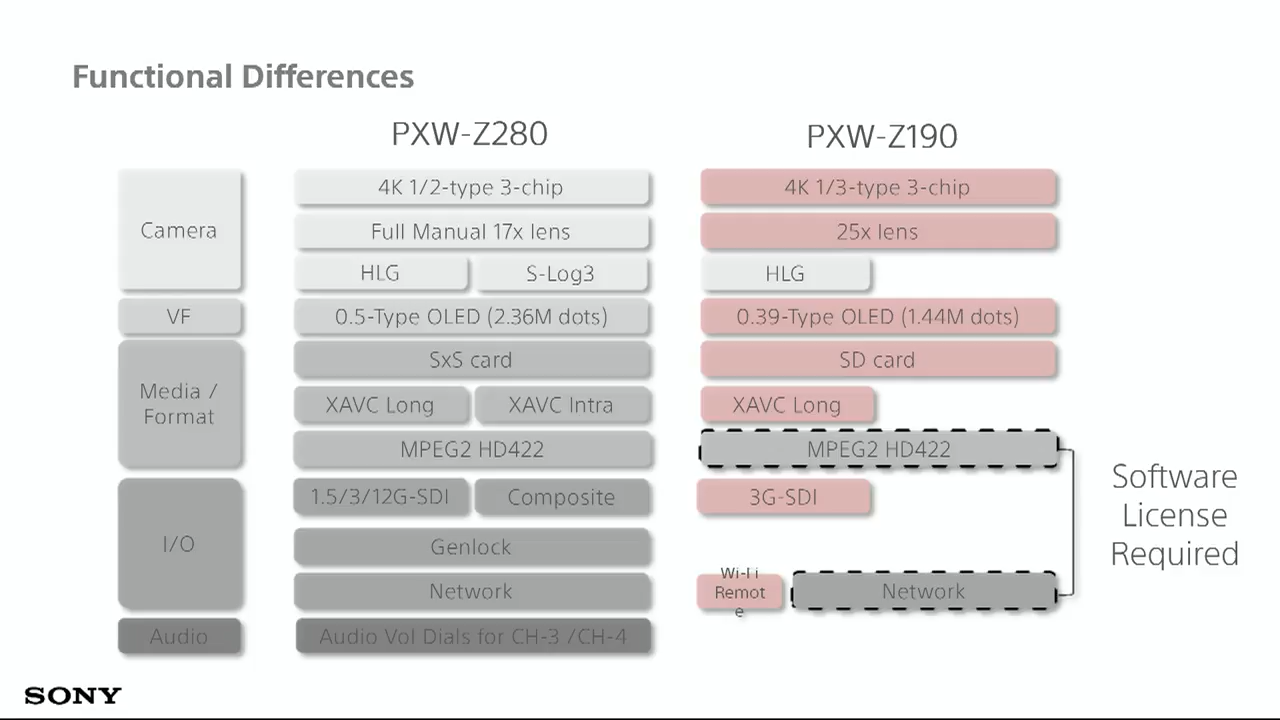 Functional Differences
PXW-Z280
PXW-Z190
Camera
4K 1/2-type 3-chip
4K 1/3-type 3-chip
Full Manual 17x lens
25x lens
HLG
S-Log3
HLG
VF
0.5-Type OLED (2.36M dots)
0.39-Type OLED (1.44M dots)
Media /
Format
SxS card
SD card
XAVC Long
XAVC Intra
XAVC Long
MPEG2 HD422
MPEG2 HD422
I/O
1.5/3/12G-SDI
Composite
3G-SDI
Genlock
Network
Wi-Fi
Remot
e
Network
Software
License
Required
Audio
Audio Vol Dials for CH-3 /CH-4
SONY